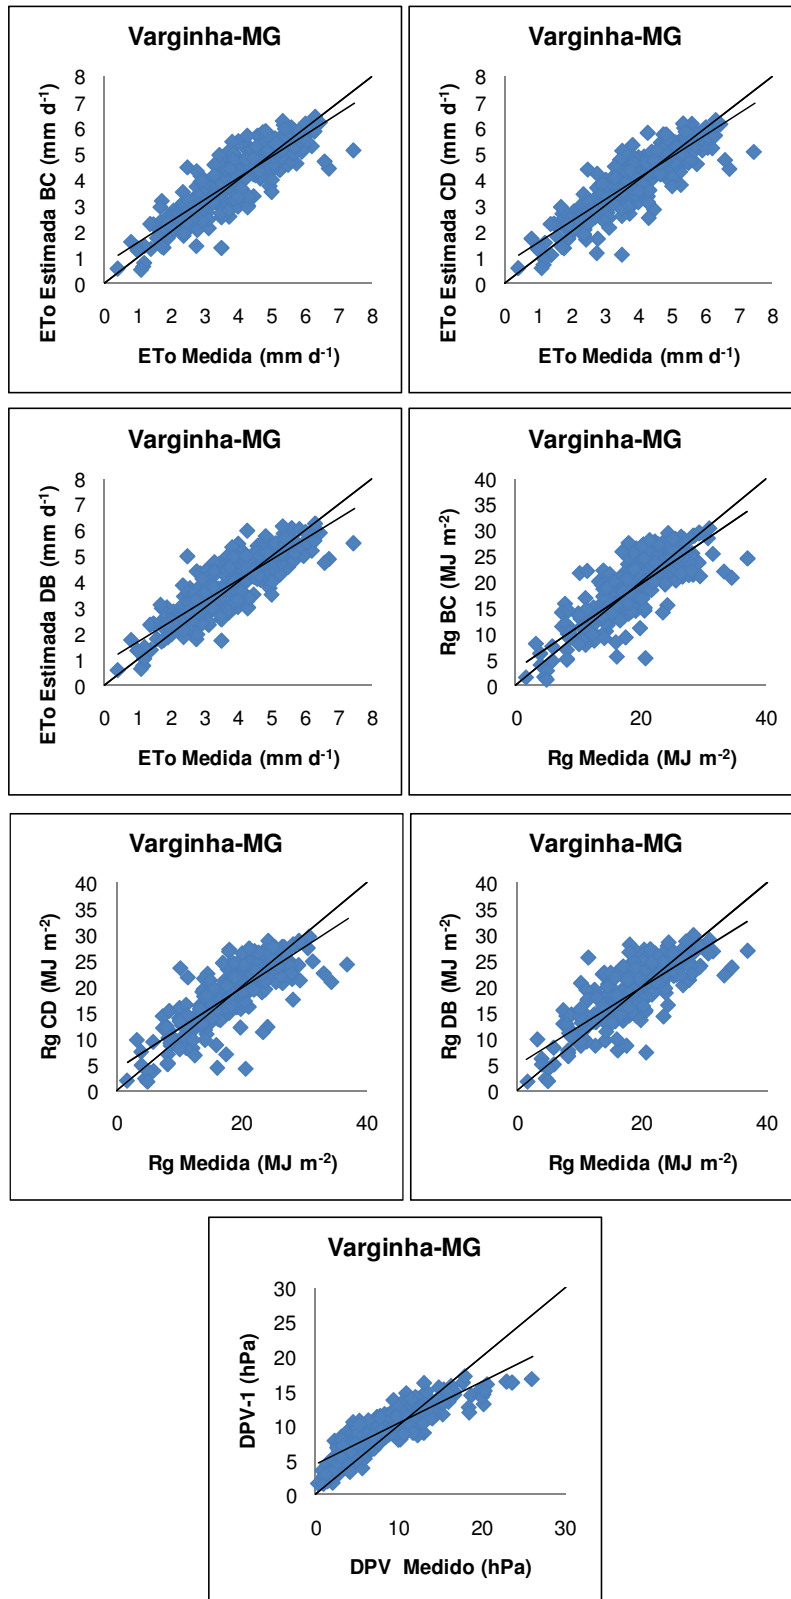 Varginha-MG
8
7
6
5
4
3
2
1
0
0 1 2 3 4 5 6 7 8
ETo Estimada BC (mm d-1)
ETo Medida (mm d-1)
Varginha-MG
8
7
6
5
4
3
2
1
0
0 1 2 3 4 5 6 7 8
ETo Estimada CD (mm d-1)
ETo Medida (mm d-1)
Varginha-MG
8
7
6
5
4
3
2
1
0
0 1 2 3 4 5 6 7 8
ETo Estimada DB (mm d-1)
ETo Medida (mm d-1)
Varginha-MG
40
35
30
25
20
15
10
5
0
0 20 40
Rg BC (MJ m-2)
Rg Medida (MJ m-2)
Varginha-MG
40
35
30
25
20
15
10
5
0
0 20 40
Rg CD (MJ m-2)
Rg Medida (MJ m-2)
Varginha-MG
40
35
30
25
20
15
10
5
0
0 20 40
Rg DB (MJ m-2)
Rg Medida (MJ m-2)
Varginha-MG
30
25
20
15
10
5
0
0 10 20 30
DPV-1 (hPa)
DPV Medido (hPa)